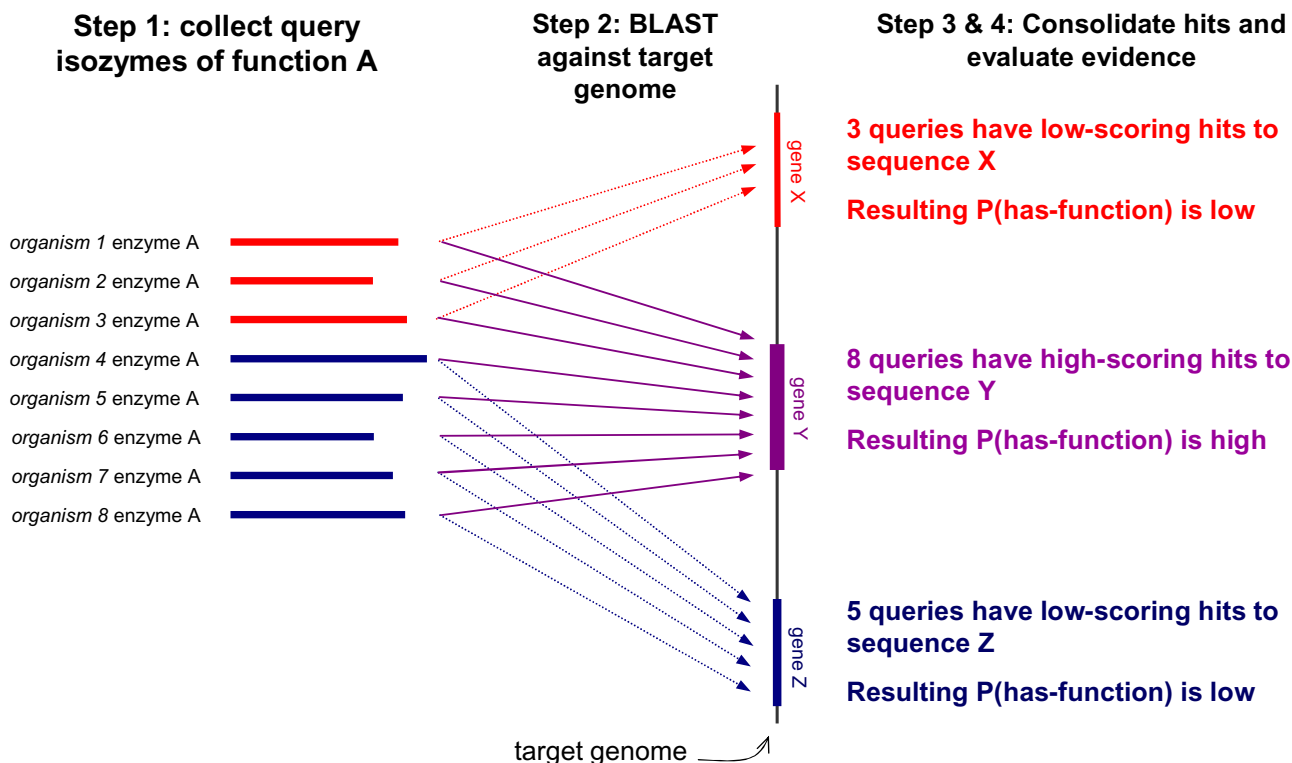 Step 1: collect query
isozymes of function A
Step 2: BLAST
against target
genome
Step 3 & 4: Consolidate hits and
evaluate evidence
organism 1 enzyme A
organism 2 enzyme A
organism 3 enzyme A
organism 4 enzyme A
organism 5 enzyme A
organism 6 enzyme A
organism 7 enzyme A
organism 8 enzyme A
gene X
gene Y
gene Z
target genome
3 queries have low-scoring hits to
sequence X
Resulting P(has-function) is low
8 queries have high-scoring hits to
sequence Y
Resulting P(has-function) is high
5 queries have low-scoring hits to
sequence Z
Resulting P(has-function) is low